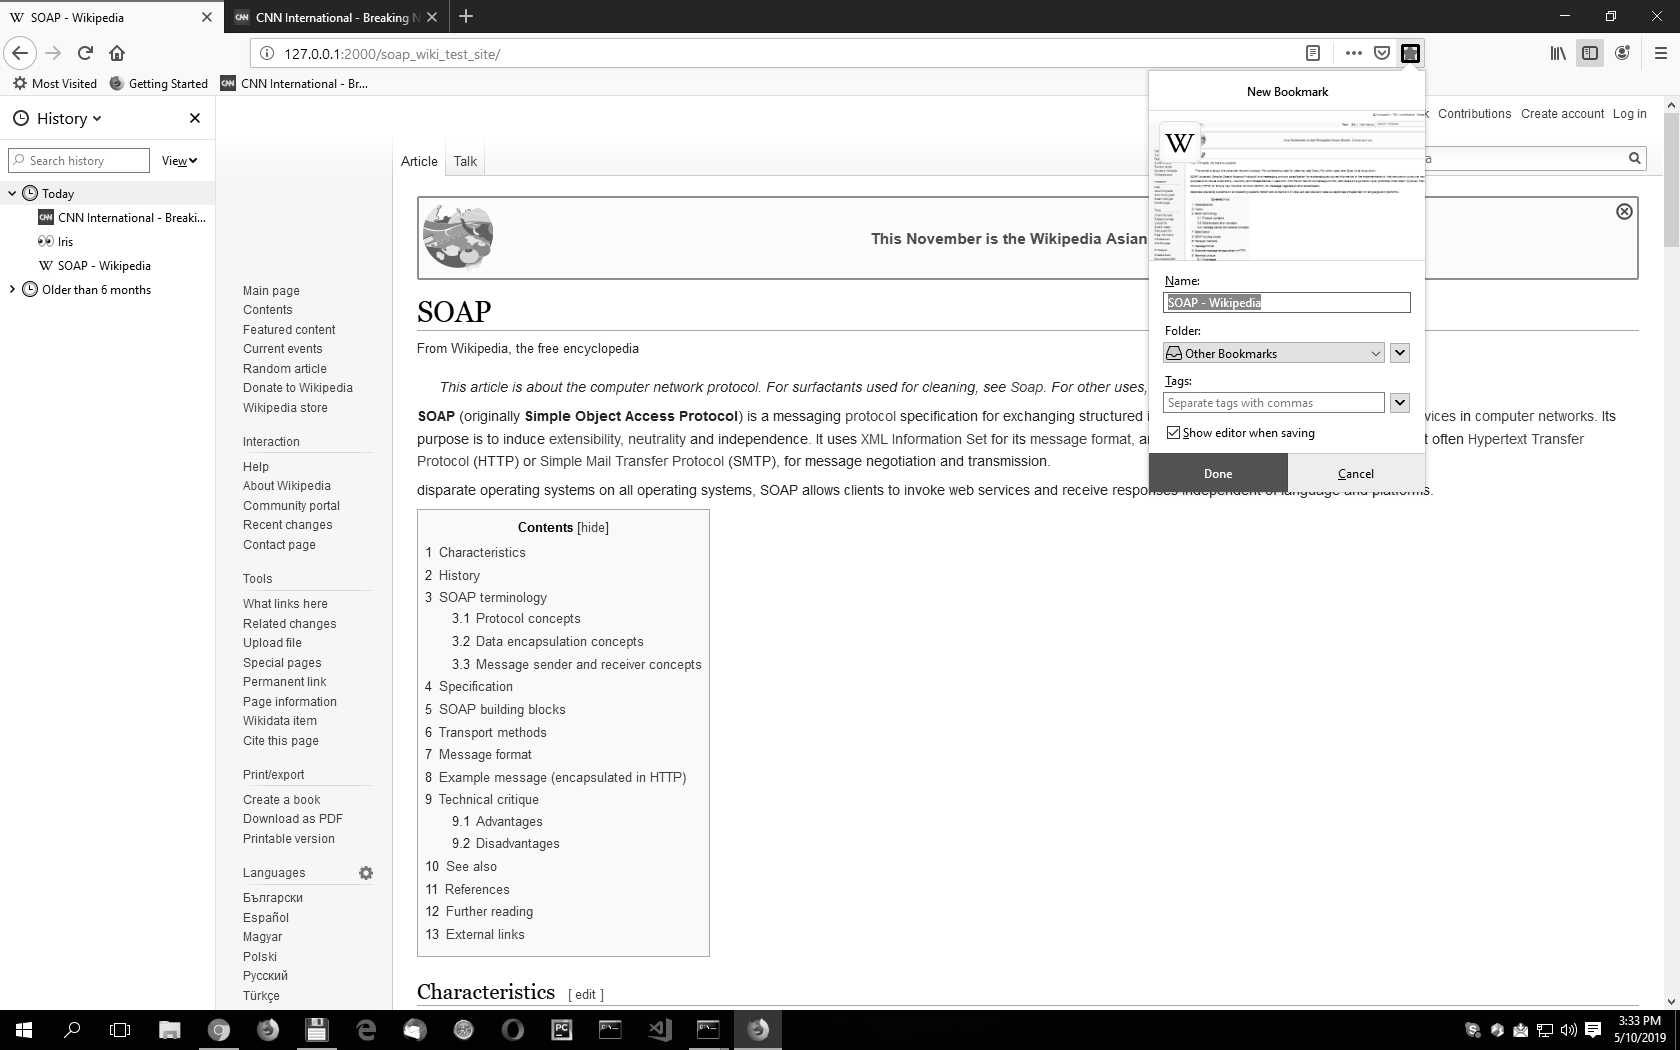 SOAP - Wikipedia
CNN International - Breaking N
127.0.0.1:2000/soap_wiki_test_site/
Most Visited
Getting Started
CNN International - Br...
History
Search history
View
Today
CNN International - Breaki...
Iris
SOAP - Wikipedia
Older than 6 months
Main page
Contents
Featured content
Current events
Random article
Donate to Wikipedia
Wikipedia store
Interaction
Help
About Wikipedia
Community portal
Recent changes
Contact page
Tools
What links here
Related changes
Upload file
Special pages
Permanent link
Page information
Wikidata item
Cite this page
Print/export
Create a book
Download as PDF
Printable version
Languages
Български
Español
Magyar
Polski
Русский
Türkçe
Contributions
Create account
Log in
Article
Talk
This November is the Wikipedia Asian
SOAP
From Wikipedia, the free encyclopedia
This article is about the computer network protocol. For surfactants used for cleaning, see Soap. For other uses,
SOAP (originally Simple Object Access Protocol) is a messaging protocol specification for exchanging structured i vices in computer networks. Its
purpose is to induce extensibility, neutrality and independence. It uses XML Information Set for its message format, a t often Hypertext Transfer
Protocol (HTTP) or Simple Mail Transfer Protocol (SMTP), for message negotiation and transmission.
disparate operating systems on all operating systems, SOAP allows clients to invoke web services and receive responses independent of language and platforms.
Contents [hide]
1 Characteristics
2 History
3 SOAP terminology
3.1 Protocol concepts
3.2 Data encapsulation concepts
3.3 Message sender and receiver concepts
4 Specification
5 SOAP building blocks
6 Transport methods
7 Message format
8 Example message (encapsulated in HTTP)
9 Technical critique
9.1 Advantages
9.2 Disadvantages
10 See also
11 References
12 Further reading
13 External links
Characteristics [ edit ]
New Bookmark
W
Name:
SOAP - Wikipedia
Folder:
Other Bookmarks
Tags:
Separate tags with commas
Show editor when saving
Done
Cancel
3:33 PM
5/10/2019